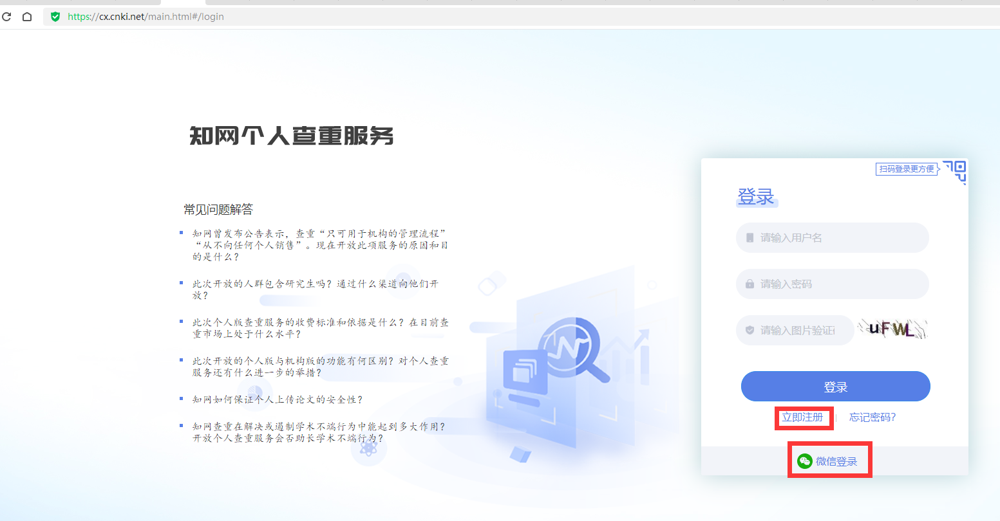 https://cx.cnki.net/main.html#/login
知网个人查重服务
扫码登录更方便
登录
常见问题解答
知网曾发布公告表示，查重“只可用于机构的管理流程”
“从不向任何个人销售”。现在开放此项服务的原因和目
的是什么？
此次开放的人群包含研究生吗？通过什么渠道向他们开
放？
此次个人版查重服务的收费标准和依据是什么？在目前查
重市场上处于什么水平？
此次开放的个人版与机构版的功能有何区别？对个人查重
服务还有什么进一步的举措？
知网如何保证个人上传论文的安全性？
知网查重在解决或遏制学术不端行为中能起到多大作用？
开放个人查重服务会否助长学术不端行为？
请输入用户名
请输入密码
请输入图片验证
uFWL
登录
立即注册
忘记密码?
微信登录